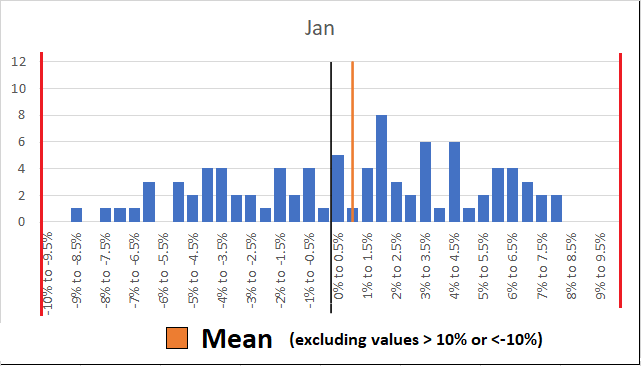 Jan
12
10
8
6
4
2
0
-10% to -9.5%
-9% to -8.5%
-8% to -7.5%
-7% to -6.5%
-6% to -5.5%
-5% to -4.5%
-4% to -3.5%
-3% to -2.5%
-2% to -1.5%
-1% to -0.5%
0% to 0.5%
1% to 1.5%
2% to 2.5%
3% to 3.5%
4% to 4.5%
5% to 5.5%
6% to 6.5%
7% to 7.5%
8% to 8.5%
9% to 9.5%
Mean (excluding values > 10% or <-10%)